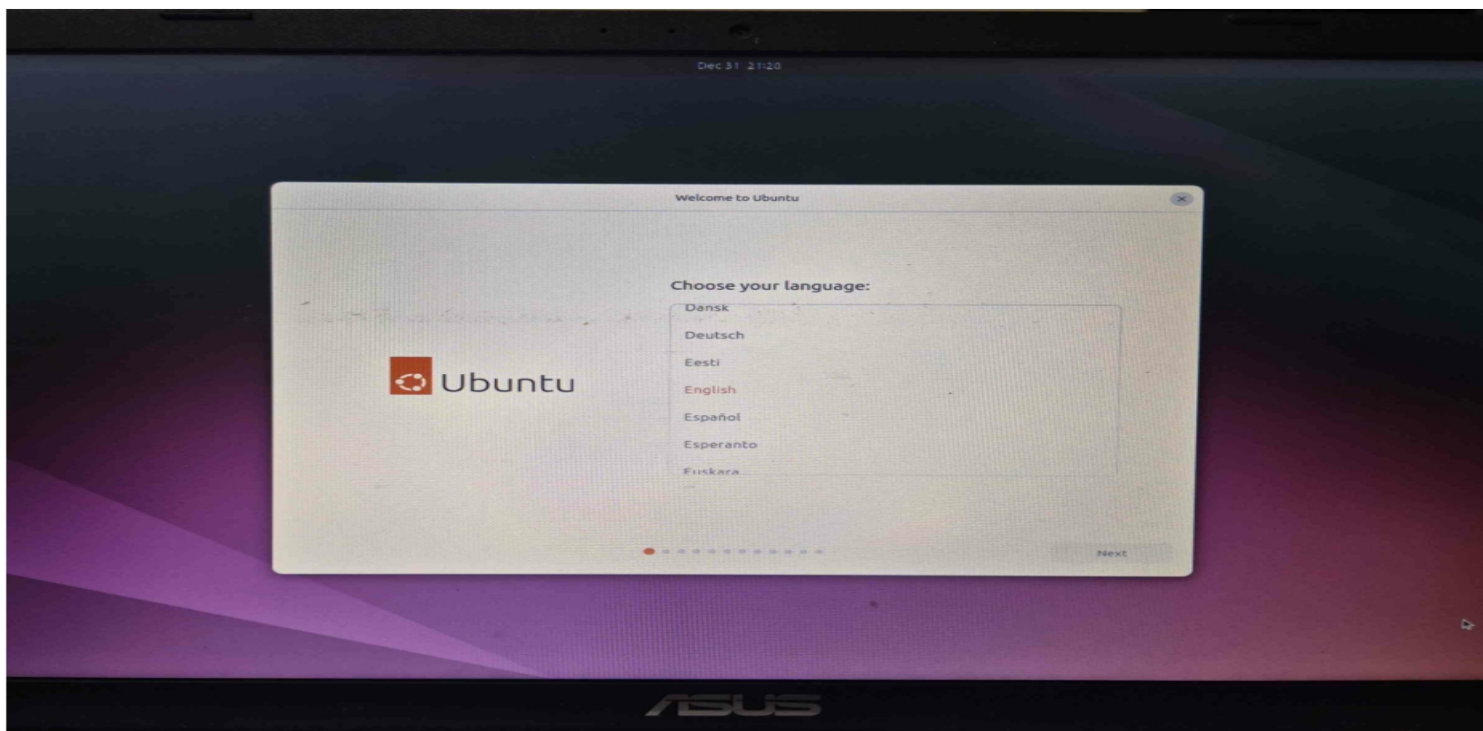 Dec 31 21:20
Welcome to Ubuntu
Ubuntu
Choose your language:
Dansk
Deutsch
Eesti
English
Español
Esperanto
Euskara
Next
ASUS